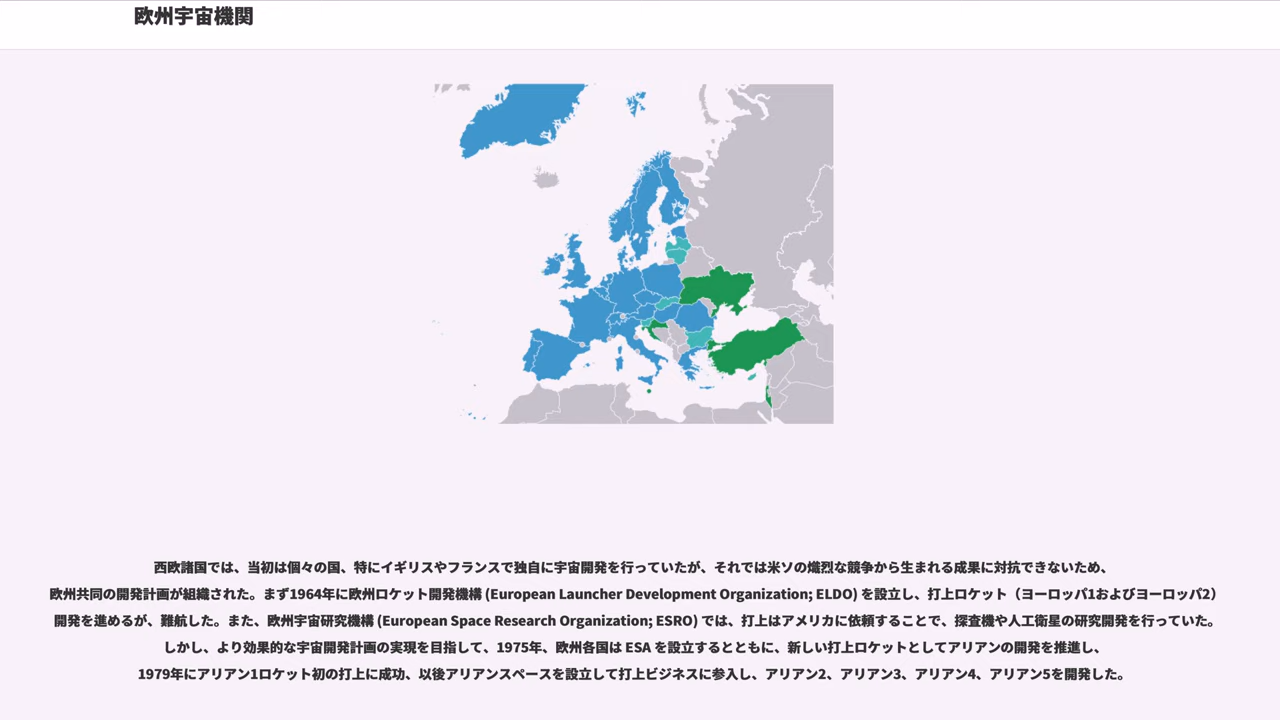 欧州宇宙機関
西欧諸国では、当初は個々の国、特にイギリスやフランスで独自に宇宙開発を行っていたが、それでは米ソの熾烈な競争から生まれる成果に対抗できないため、
欧州共同の開発計画が組織された。まず1964年に欧州ロケット開発機構 (European Launcher Development Organization; ELDO) を設立し、打上ロケット（ヨーロッパ1およびヨーロッパ2）
開発を進めるが、難航した。また、欧州宇宙研究機構 (European Space Research Organization; ESRO) では、打上はアメリカに依頼することで、探査機や人工衛星の研究開発を行っていた。
しかし、より効果的な宇宙開発計画の実現を目指して、1975年、欧州各国は ESA を設立するとともに、新しい打上ロケットとしてアリアンの開発を推進し、
1979年にアリアン1ロケット初の打上に成功、以後アリアンスペースを設立して打上ビジネスに参入し、アリアン2、アリアン3、アリアン4、アリアン5を開発した。